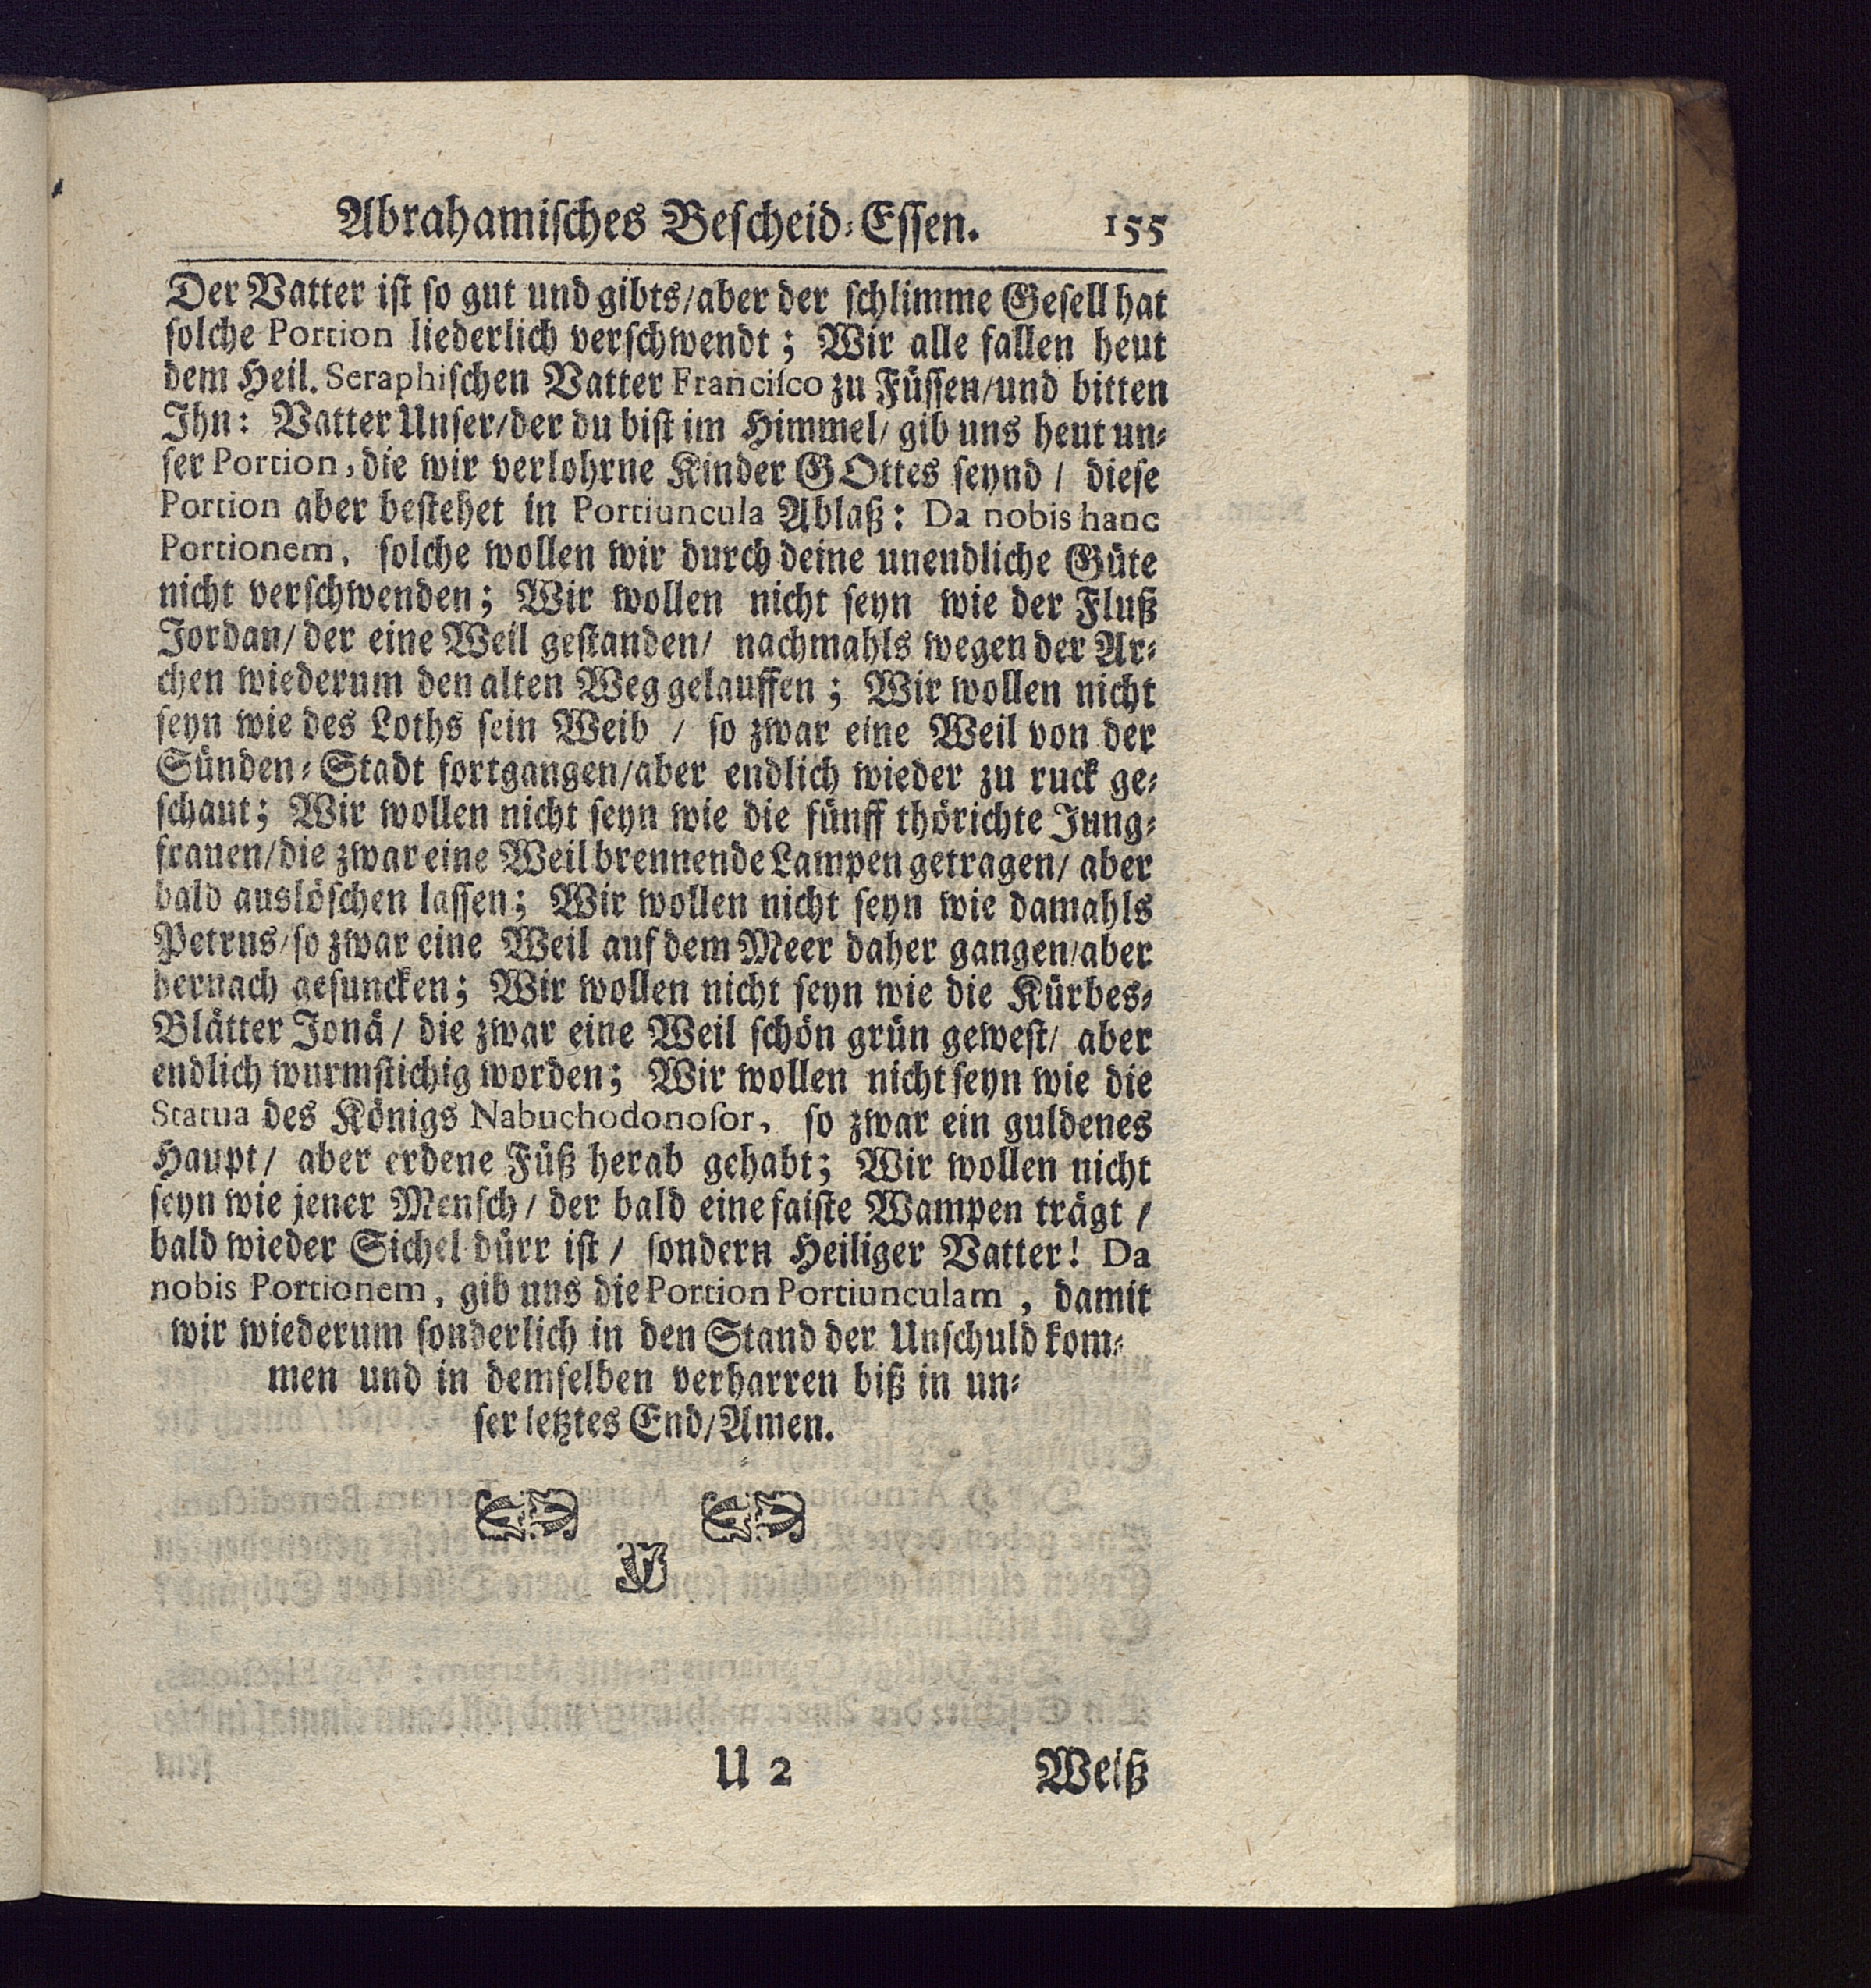 Abrahamiſches Beſcheid-Eſſen. 155
Der Vatter iſt ſo gut und gibts/aber der ſchlimme Geſell hat
ſolche Portion liederlich verſchwendt; Wir alle fallen heut
dem Heil. Seraphiſchen Vatter Franciſco zu Füſſen/und bitten
Ihn: Vatter Unſer/der du biſt im Himmel/ gib uns heut un-
ſer Portion, die wir verlohrne Kinder GOttes ſeynd / dieſe
Portion aber beſtehet in Portiuncula Ablaß: Da nobis hanc
Portionem, ſolche wollen wir durch deine unendliche Güte
nicht verſchwenden; Wir wollen nicht ſeyn wie der Fluß
Jordan/ der eine Weil geſtanden/ nachmahls wegen der Ar-
chen wiederum den alten Weg gelauffen; Wir wollen nicht
ſeyn wie des Loths ſein Weib / ſo zwar eine Weil von der
Sünden-Stadt fortgangen/aber endlich wieder zu ruck ge-
ſchaut; Wir wollen nicht ſeyn wie die fünff thörichte Jung-
frauen/die zwar eine Weil brennende Lampen getragen/ aber
bald auslöſchen laſſen; Wir wollen nicht ſeyn wie damahls
Petrus/ſo zwar eine Weil auf dem Meer daher gangen/aber
hernach geſuncken; Wir wollen nicht ſeyn wie die Kürbes-
Blätter Jonä/ die zwar eine Weil ſchön grün geweſt/ aber
endlich wurmſtichig worden; Wir wollen nicht ſeyn wie die
Statua des Königs Nabuchodonoſor, ſo zwar ein guldenes
Haupt/ aber erdene Füß herab gehabt; Wir wollen nicht
ſeyn wie jener Menſch/ der bald eine faiſte Wampen trägt /
bald wieder Sichel-dürr iſt / ſondern Heiliger Vatter! Da
nobis Portionem, gib uns die Portion Portiunculam, damit
wir wiederum ſonderlich in den Stand der Unſchuld kom-
men und in demſelben verharren biß in un-
ſer letztes End/Amen.
U 2 Weiß